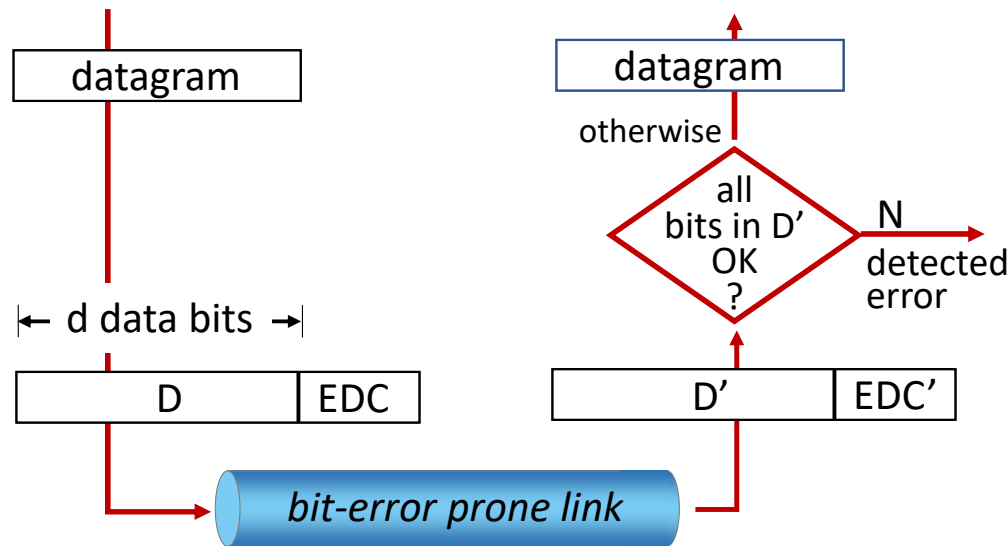 datagram
d data bits
D
EDC
bit-error prone link
D’
EDC’
all
bits in D’
OK
?
N
detected
error
otherwise
datagram